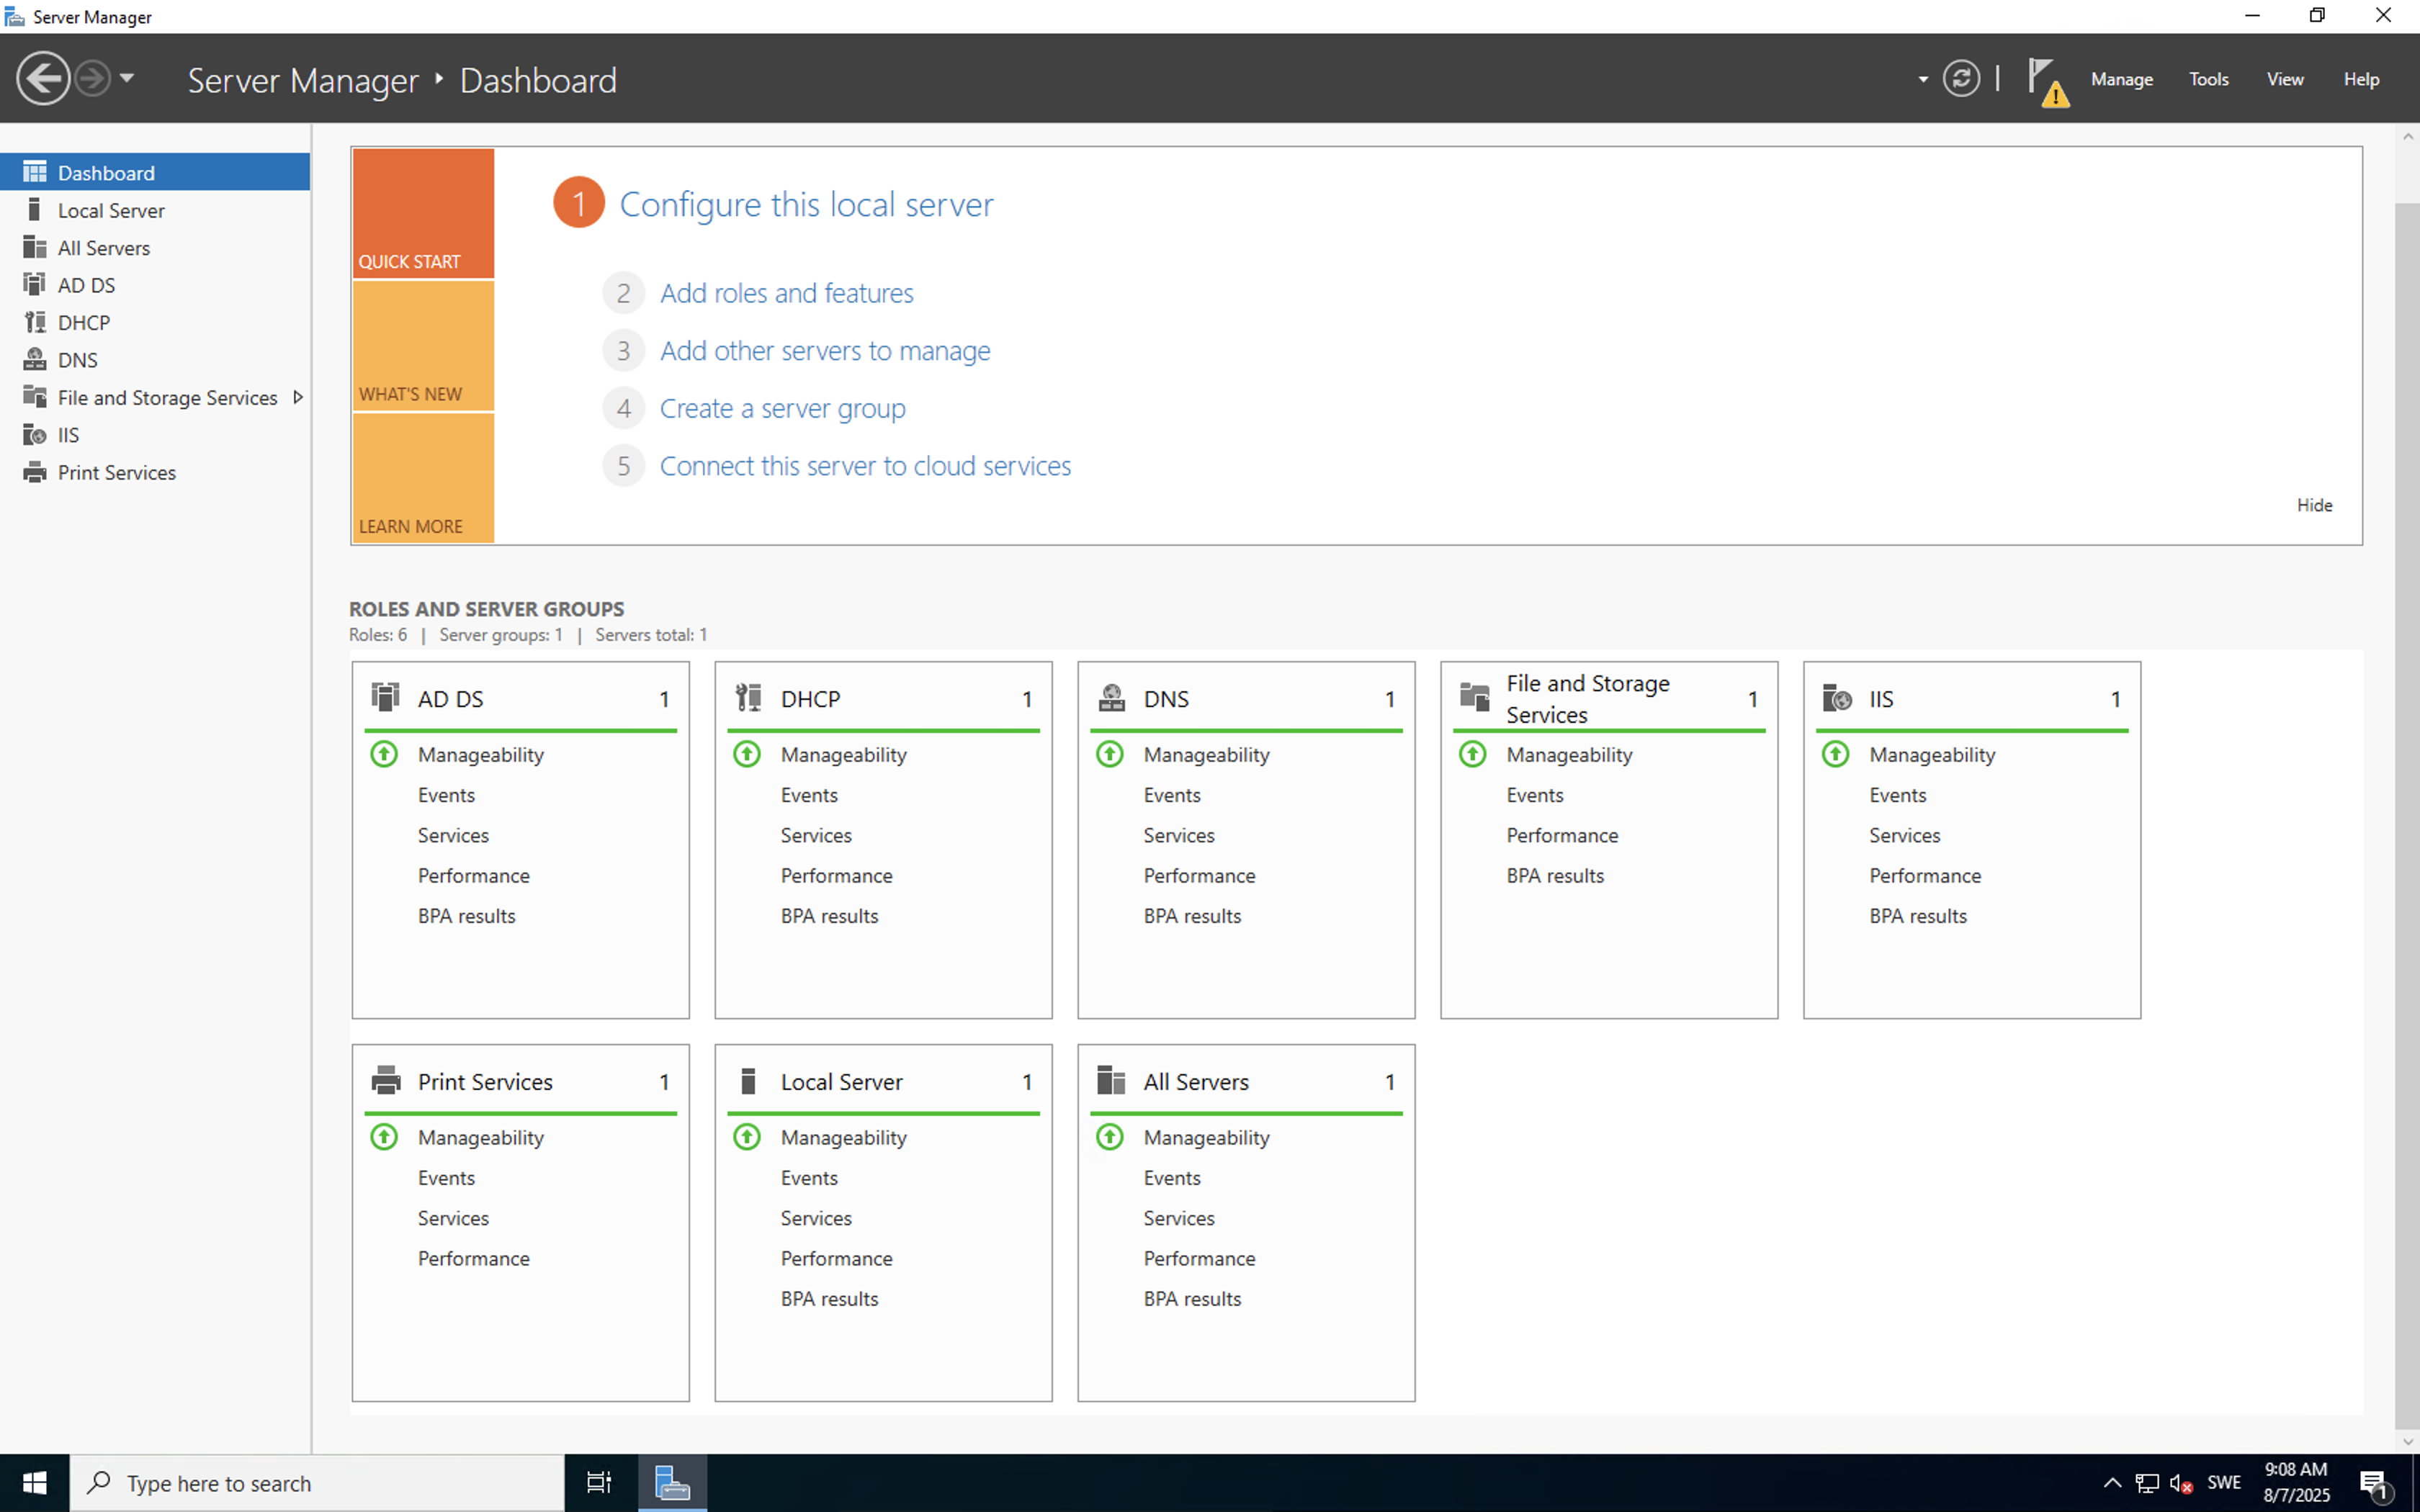 Server Manager
Server Manager ‣ Dashboard
Manage Tools View Help
Dashboard
Local Server
All Servers
AD DS
DHCP
DNS
File and Storage Services
IIS
Print Services
QUICK START
WHAT'S NEW
LEARN MORE
1 Configure this local server
2 Add roles and features
3 Add other servers to manage
4 Create a server group
5 Connect this server to cloud services
Hide
ROLES AND SERVER GROUPS
Roles: 6 | Server groups: 1 | Servers total: 1
AD DS 1
Manageability
Events
Services
Performance
BPA results
DHCP 1
Manageability
Events
Services
Performance
BPA results
DNS 1
Manageability
Events
Services
Performance
BPA results
File and Storage
Services 1
Manageability
Events
Performance
BPA results
IIS 1
Manageability
Events
Services
Performance
BPA results
Print Services 1
Manageability
Events
Services
Performance
Local Server 1
Manageability
Events
Services
Performance
BPA results
All Servers 1
Manageability
Events
Services
Performance
BPA results
Type here to search
SWE
9:08 AM
8/7/2025
1